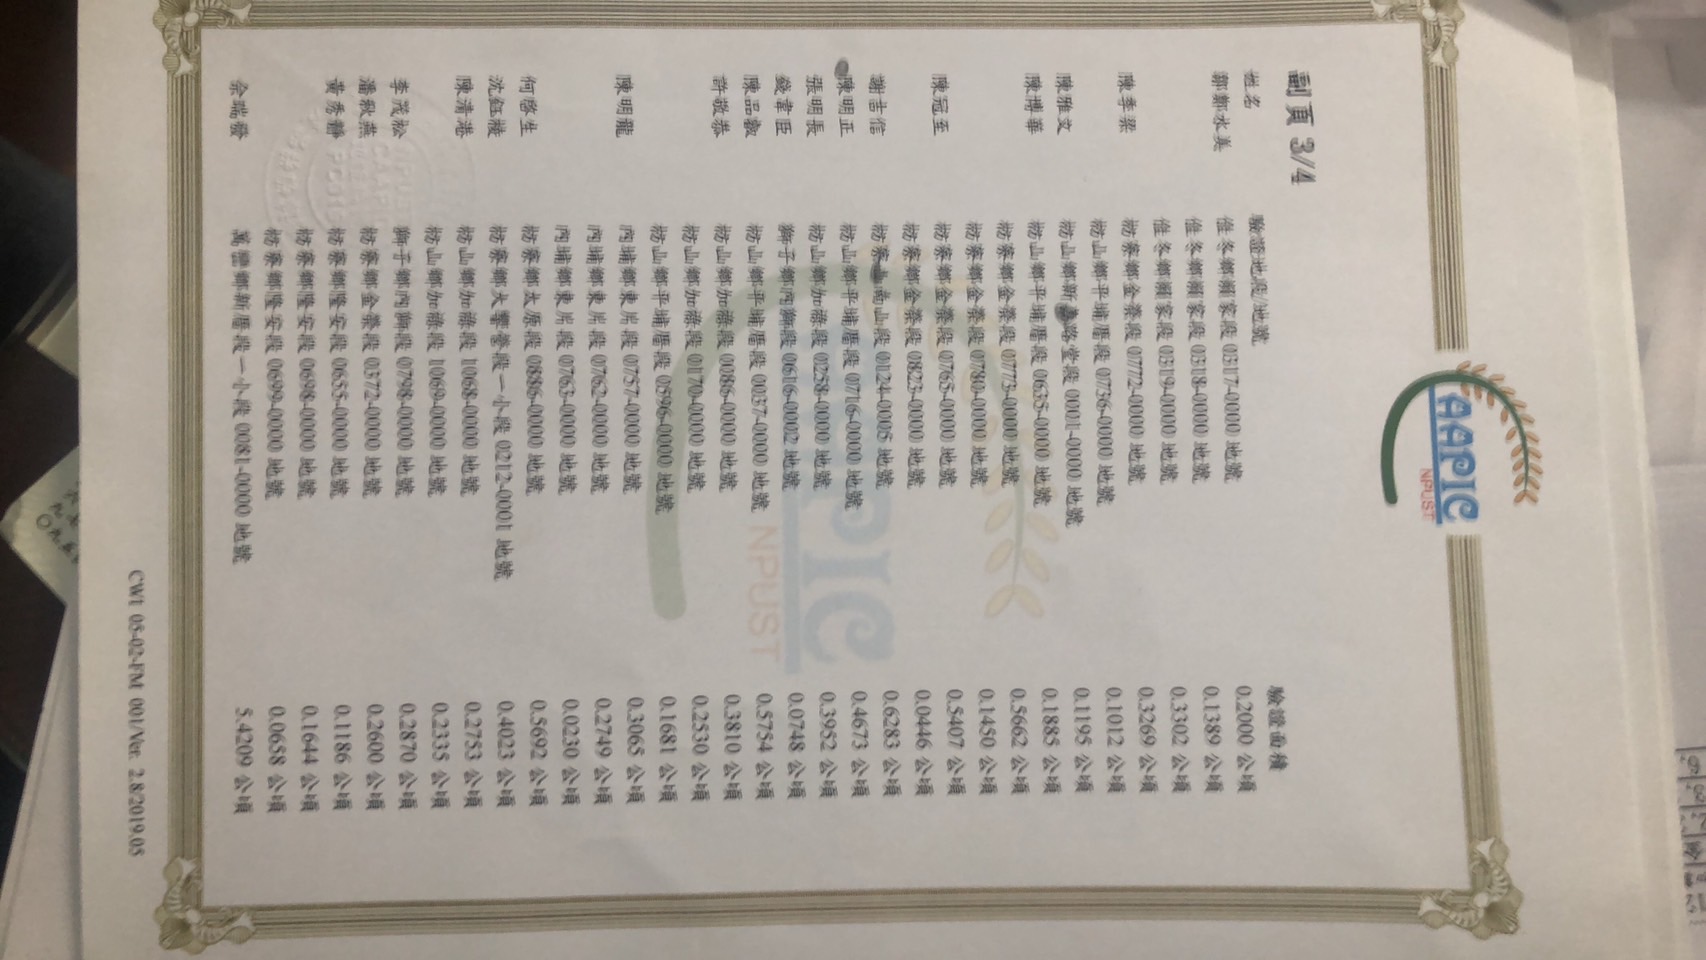 AAPIC
NPUST
副頁 3/4
姓名 驗證地段/地號 驗證面積
鄭水美 佳冬鄉獺家段 0317-0000 地號 0.2000 公頃
佳冬鄉獺家段 0318-0000 地號 0.1389 公頃
佳冬鄉獺家段 0319-0000 地號 0.3302 公頃
陳季梁 枋寮鄉金榮段 0772-0000 地號 0.3269 公頃
枋山鄉平埔厝段 0736-0000 地號 0.1012 公頃
陳雅文 枋山鄉新路堂段 0001-0000 地號 0.1195 公頃
陳博華 枋山鄉平埔厝段 0635-0000 地號 0.1885 公頃
枋寮鄉金榮段 0773-0000 地號 0.5662 公頃
枋寮鄉金榮段 0780-0000 地號 0.1450 公頃
陳冠至 枋寮鄉金榮段 0765-0000 地號 0.5407 公頃
枋寮鄉金榮段 0823-0000 地號 0.0446 公頃
謝吉信 枋寮山段 0124-0005 地號 0.6283 公頃
陳明正 枋山鄉平埔厝段 0716-0000 地號 0.4673 公頃
張明長 枋山鄉加祿段 0258-0000 地號 0.3952 公頃
錢韋臣 獅子鄉內獅段 0616-0002 地號 0.0748 公頃
陳品叡 枋山鄉平埔厝段 0037-0000 地號 0.5754 公頃
許敬恭 枋山鄉加祿段 0086-0000 地號 0.3810 公頃
枋山鄉加祿段 0170-0000 地號 0.2530 公頃
枋山鄉平埔厝段 0596-0000 地號 0.1681 公頃
陳明龍 內埔鄉東片段 0757-0000 地號 0.3065 公頃
內埔鄉東片段 0762-0000 地號 0.2749 公頃
內埔鄉東片段 0763-0000 地號 0.0230 公頃
何啓生 枋寮鄉太原段 0886-0000 地號 0.5692 公頃
沈鈺棱 枋寮鄉大響營段一小段 0212-0001 地號 0.4023 公頃
陳清港 枋山鄉加祿段 1068-0000 地號 0.2753 公頃
枋山鄉加祿段 1069-0000 地號 0.2335 公頃
李茂松 獅子鄉內獅段 0798-0000 地號 0.2870 公頃
潘秋燕 枋寮鄉金榮段 0372-0000 地號 0.2600 公頃
黃秀靜 枋寮鄉隆安段 0655-0000 地號 0.1186 公頃
枋寮鄉隆安段 0698-0000 地號 0.1644 公頃
枋寮鄉隆安段 0699-0000 地號 0.0658 公頃
佘瑞發 萬巒鄉新厝段一小段 0081-0000 地號 5.4209 公頃
CWI 05-02-FM 001/Ver. 2.8/2019.05